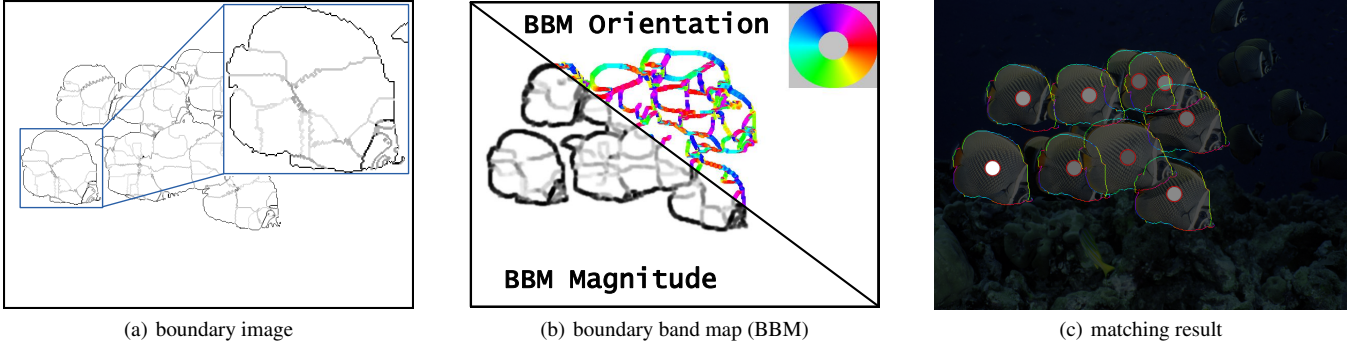 BBM Orientation
BBM Magnitude
(a) boundary image
(b) boundary band map (BBM)
(c) matching result